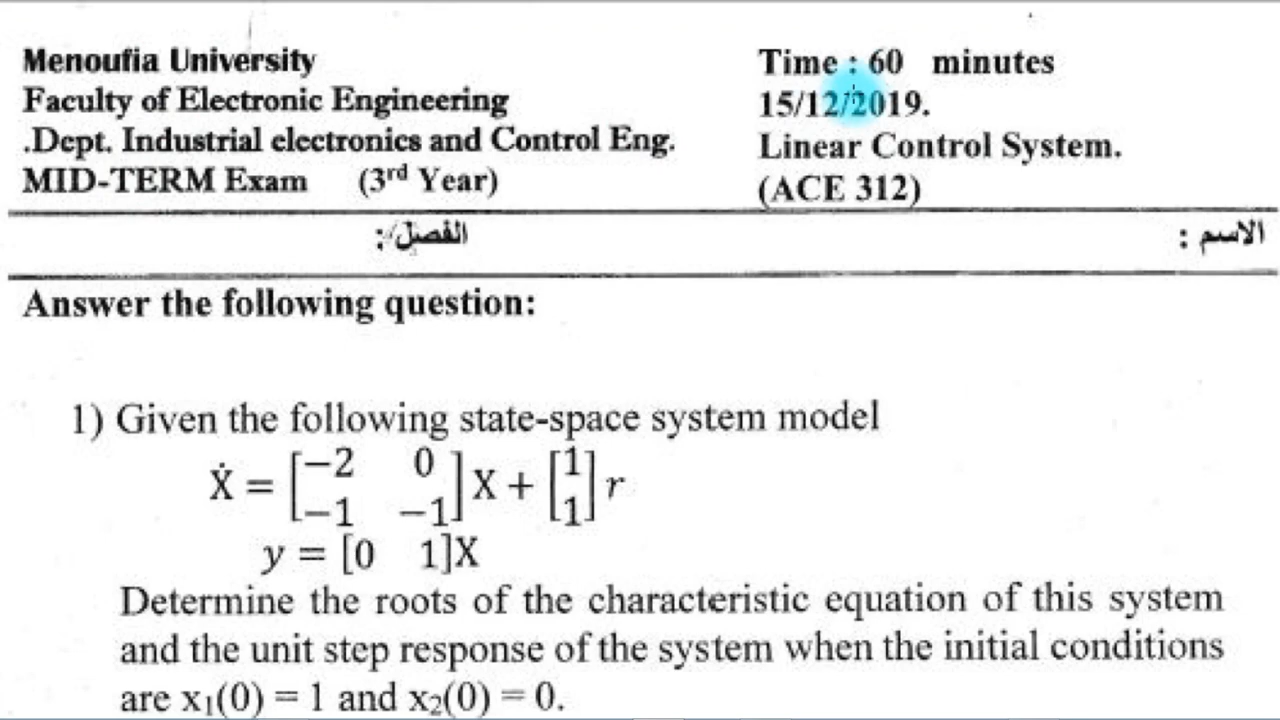 Menoufia University
Faculty of Electronic Engineering
.Dept. Industrial electronics and Control Eng.
MID-TERM Exam (3rd Year)
Time : 60 minutes
15/12/2019.
Linear Control System.
(ACE 312)
الاسم : الفصل :
Answer the following question:
1) Given the following state-space system model
Ẋ = [−2 0; −1 −1]X + [1; 1] r
y = [0 1]X
Determine the roots of the characteristic equation of this system
and the unit step response of the system when the initial conditions
are x₁(0) = 1 and x₂(0) = 0.